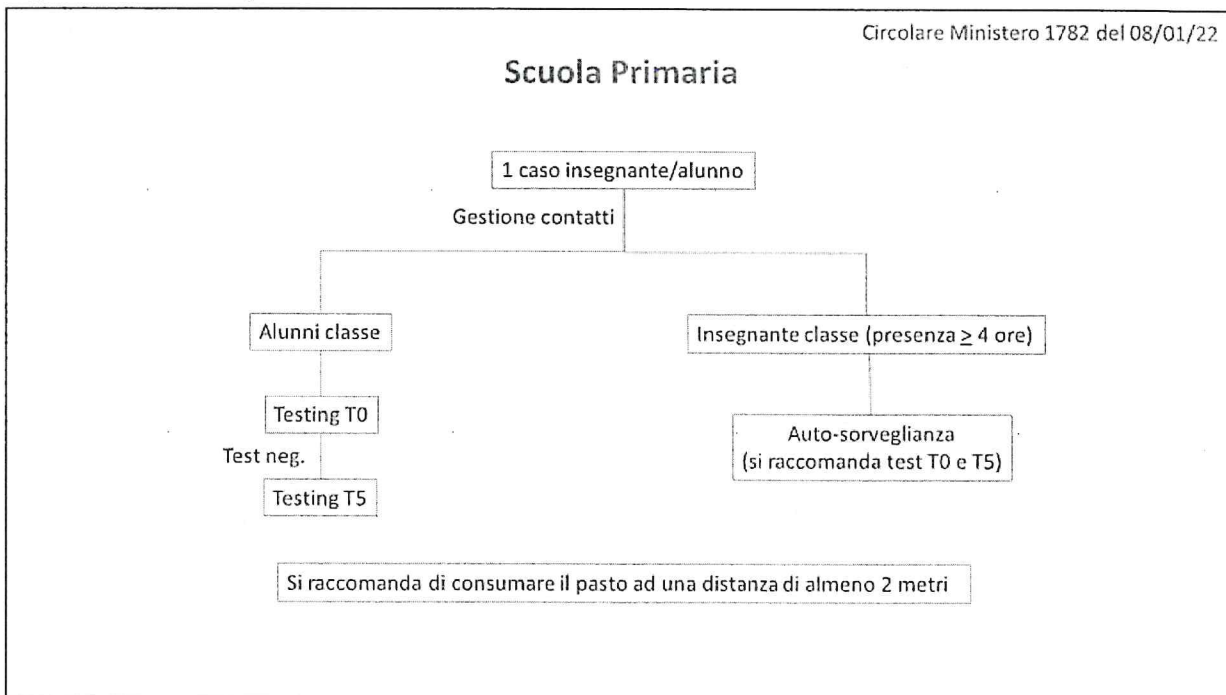 Circolare Ministero 1782 del 08/01/22
Scuola Primaria
1 caso insegnante/alunno
Gestione contatti
Alunni classe
Insegnante classe (presenza ≥ 4 ore)
Testing T0
Test neg.
Testing T5
Auto-sorveglianza
(si raccomanda test T0 e T5)
Si raccomanda di consumare il pasto ad una distanza di almeno 2 metri